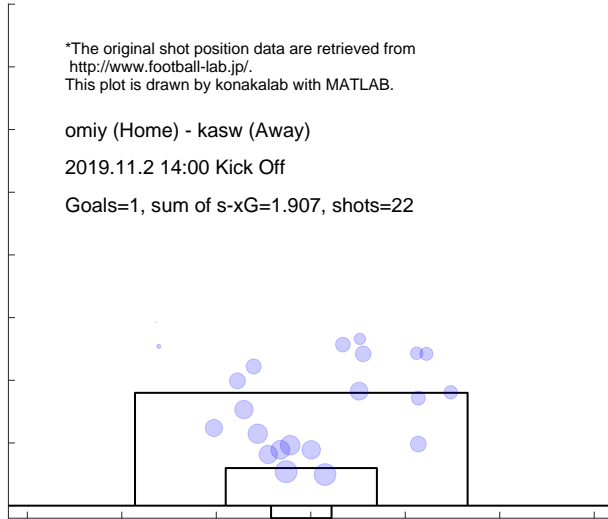 *The original shot position data are retrieved from
http://www.football-lab.jp/.
This plot is drawn by konakalab with MATLAB.
omiy (Home) - kasw (Away)
2019.11.2 14:00 Kick Off
Goals=1, sum of s-xG=1.907, shots=22